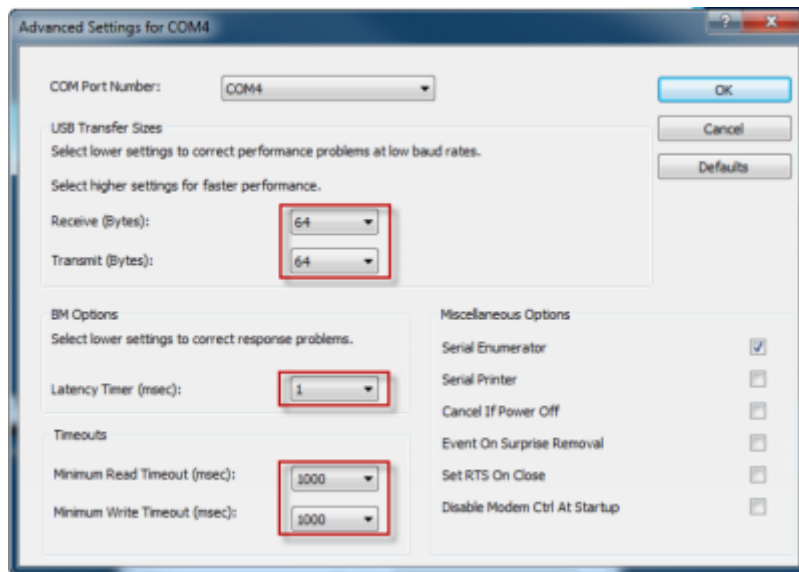 Advanced Settings for COM4
COM Port Number:
COM4
OK
Cancel
Defaults
USB Transfer Sizes
Select lower settings to correct performance problems at low baud rates.
Select higher settings for faster performance.
Receive (Bytes):
64
Transmit (Bytes):
64
BM Options
Select lower settings to correct response problems.
Latency Timer (msec):
1
Timeouts
Minimum Read Timeout (msec):
1000
Minimum Write Timeout (msec):
1000
Miscellaneous Options
Serial Enumerator
Serial Printer
Cancel If Power Off
Event On Surprise Removal
Set RTS On Close
Disable Modem Ctrl At Startup